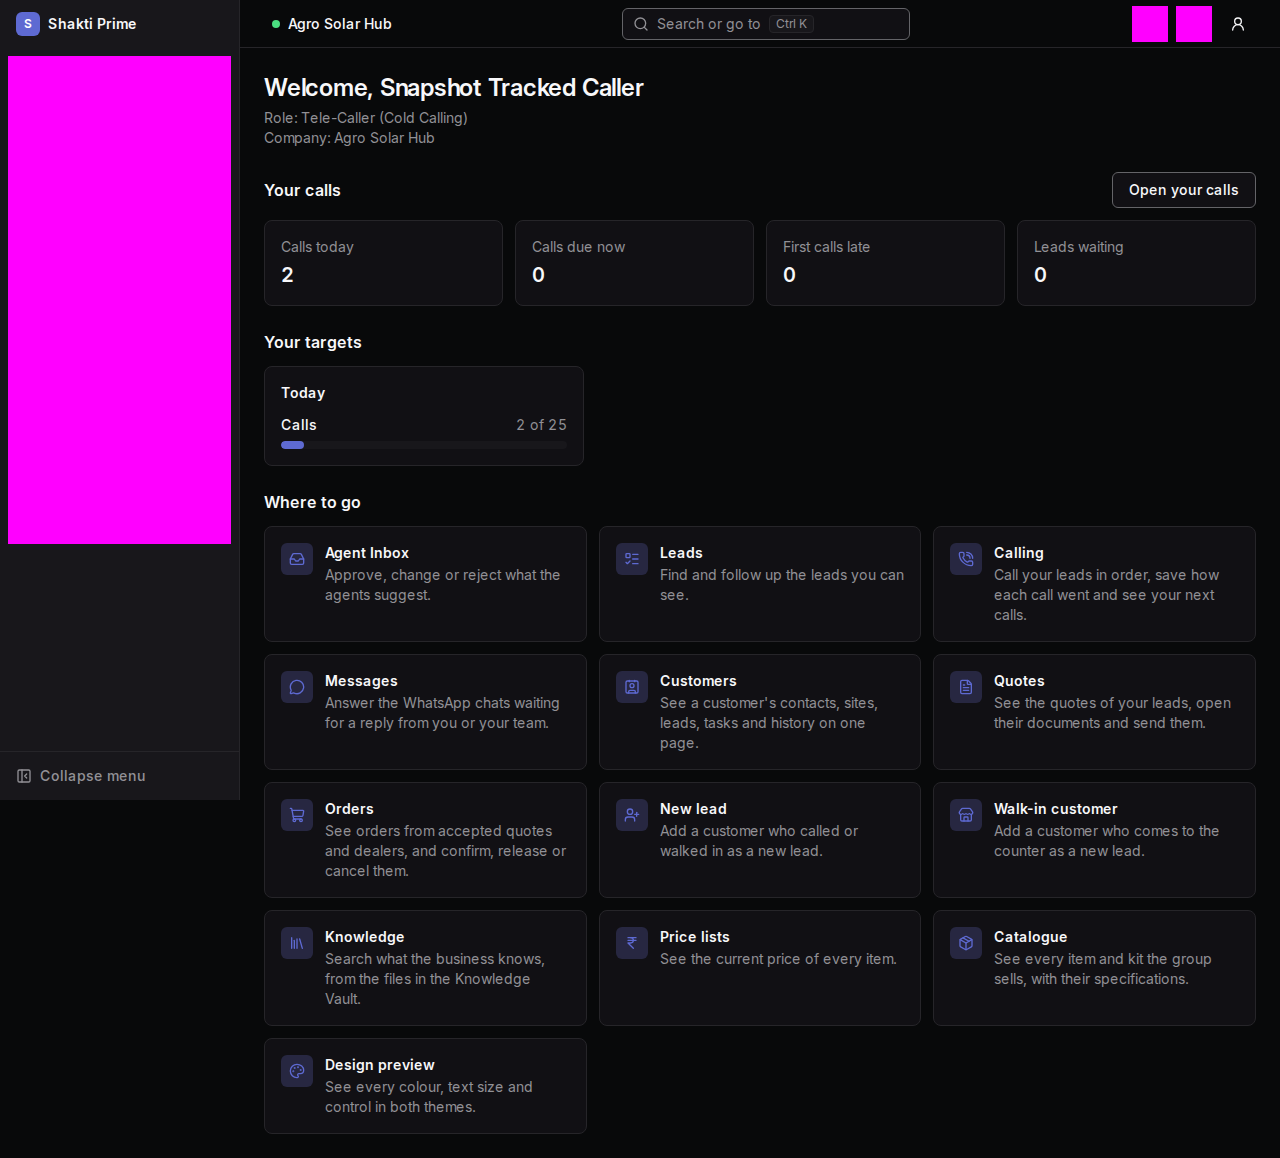 S Shakti Prime
Agro Solar Hub
Search or go to Ctrl K
Welcome, Snapshot Tracked Caller
Role: Tele-Caller (Cold Calling)
Company: Agro Solar Hub
Your calls
Open your calls
Calls today
2
Calls due now
0
First calls late
0
Leads waiting
0
Your targets
Today
Calls 2 of 25
Where to go
Agent Inbox
Approve, change or reject what the
agents suggest.
Leads
Find and follow up the leads you can
see.
Calling
Call your leads in order, save how
each call went and see your next
calls.
Messages
Answer the WhatsApp chats waiting
for a reply from you or your team.
Customers
See a customer's contacts, sites,
leads, tasks and history on one
page.
Quotes
See the quotes of your leads, open
their documents and send them.
Collapse menu
Orders
See orders from accepted quotes
and dealers, and confirm, release or
cancel them.
New lead
Add a customer who called or
walked in as a new lead.
Walk-in customer
Add a customer who comes to the
counter as a new lead.
Knowledge
Search what the business knows,
from the files in the Knowledge
Vault.
Price lists
See the current price of every item.
Catalogue
See every item and kit the group
sells, with their specifications.
Design preview
See every colour, text size and
control in both themes.